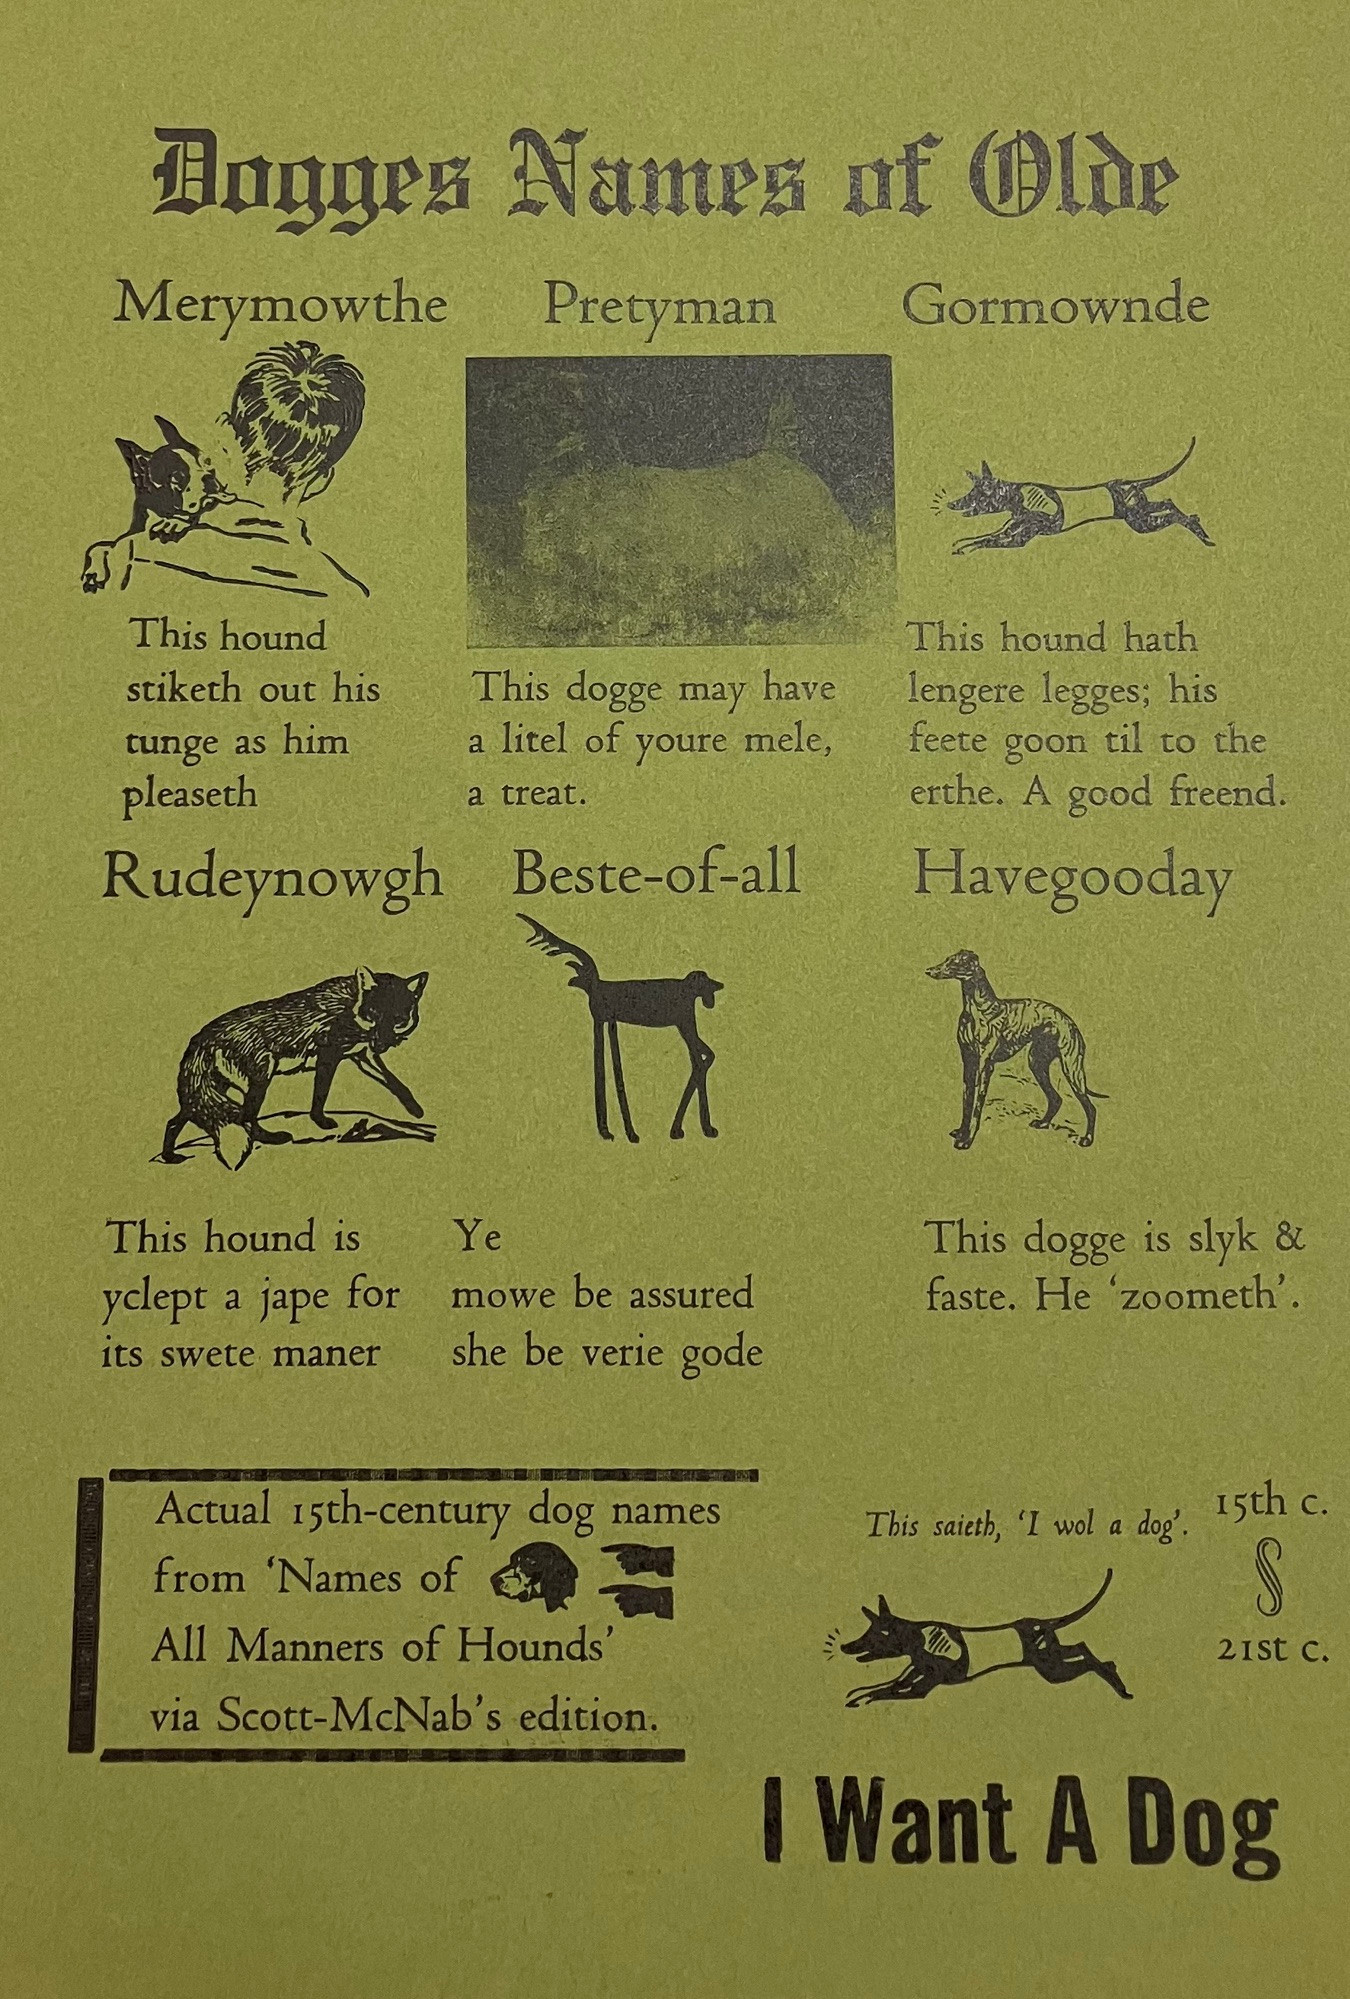 Dogges Names of Olde
Merymowthe
This hound
stiketh out his
tunge as him
pleaseth
Pretyman
This dogge may have
a litel of youre mele,
a treat.
Gormownde
This hound hath
lengere legges; his
feete goon til to the
erthe. A good freend.
Rudeynowgh
This hound is
yclept a jape for
its swete maner
Beste-of-all
Ye
mowe be assured
she be verie gode
Havegooday
This dogge is slyk &
faste. He ‘zoometh’.
Actual 15th-century dog names
from ‘Names of
All Manners of Hounds’
via Scott-McNab’s edition.
This saieth, ‘I wol a dog’.
15th c.
21st c.
I Want A Dog